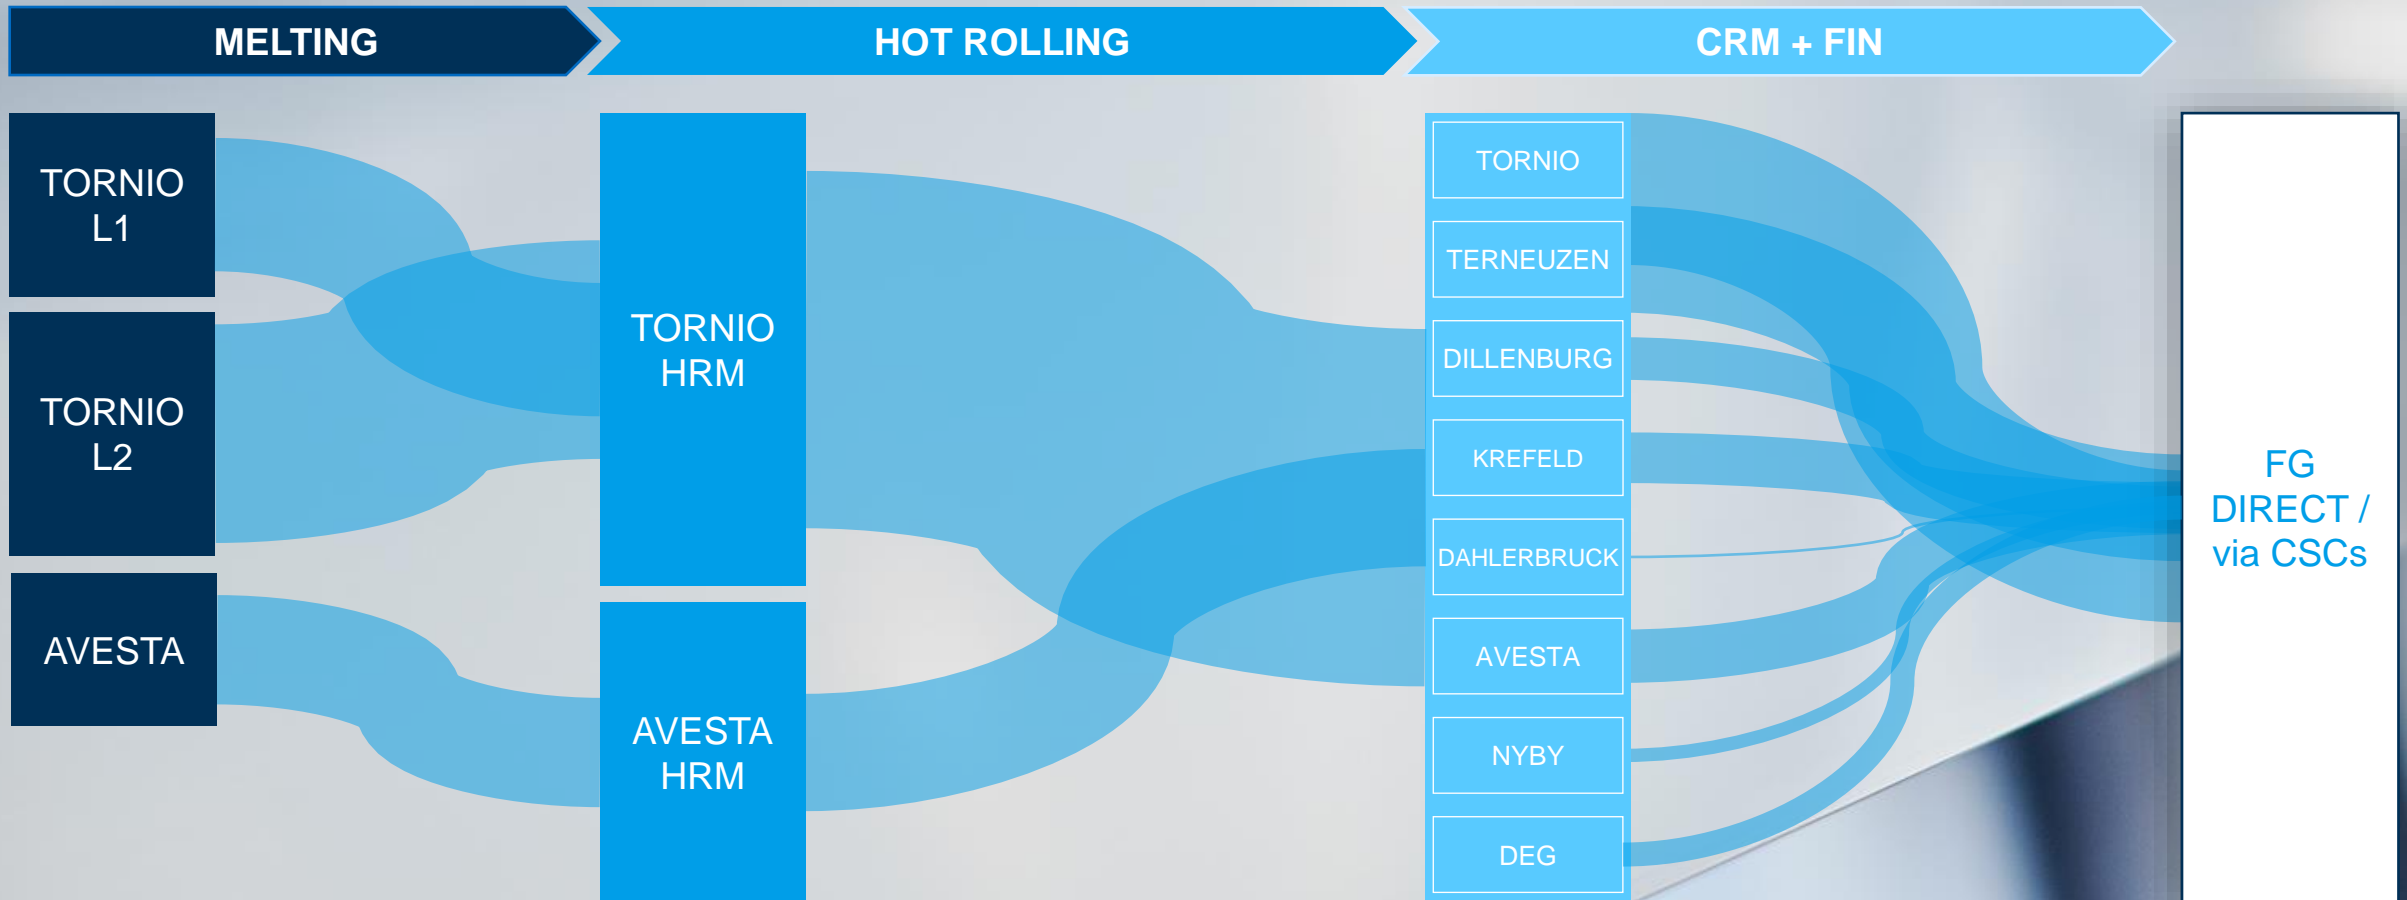 MELTING
HOT ROLLING
CRM + FIN
TORNIO
L1
TORNIO
L2
AVESTA
TORNIO
HRM
AVESTA
HRM
TORNIO
TERNEUZEN
DILLENBURG
KREFELD
DAHLERBRUCK
AVESTA
NYBY
DEG
FG
DIRECT /
via CSCs